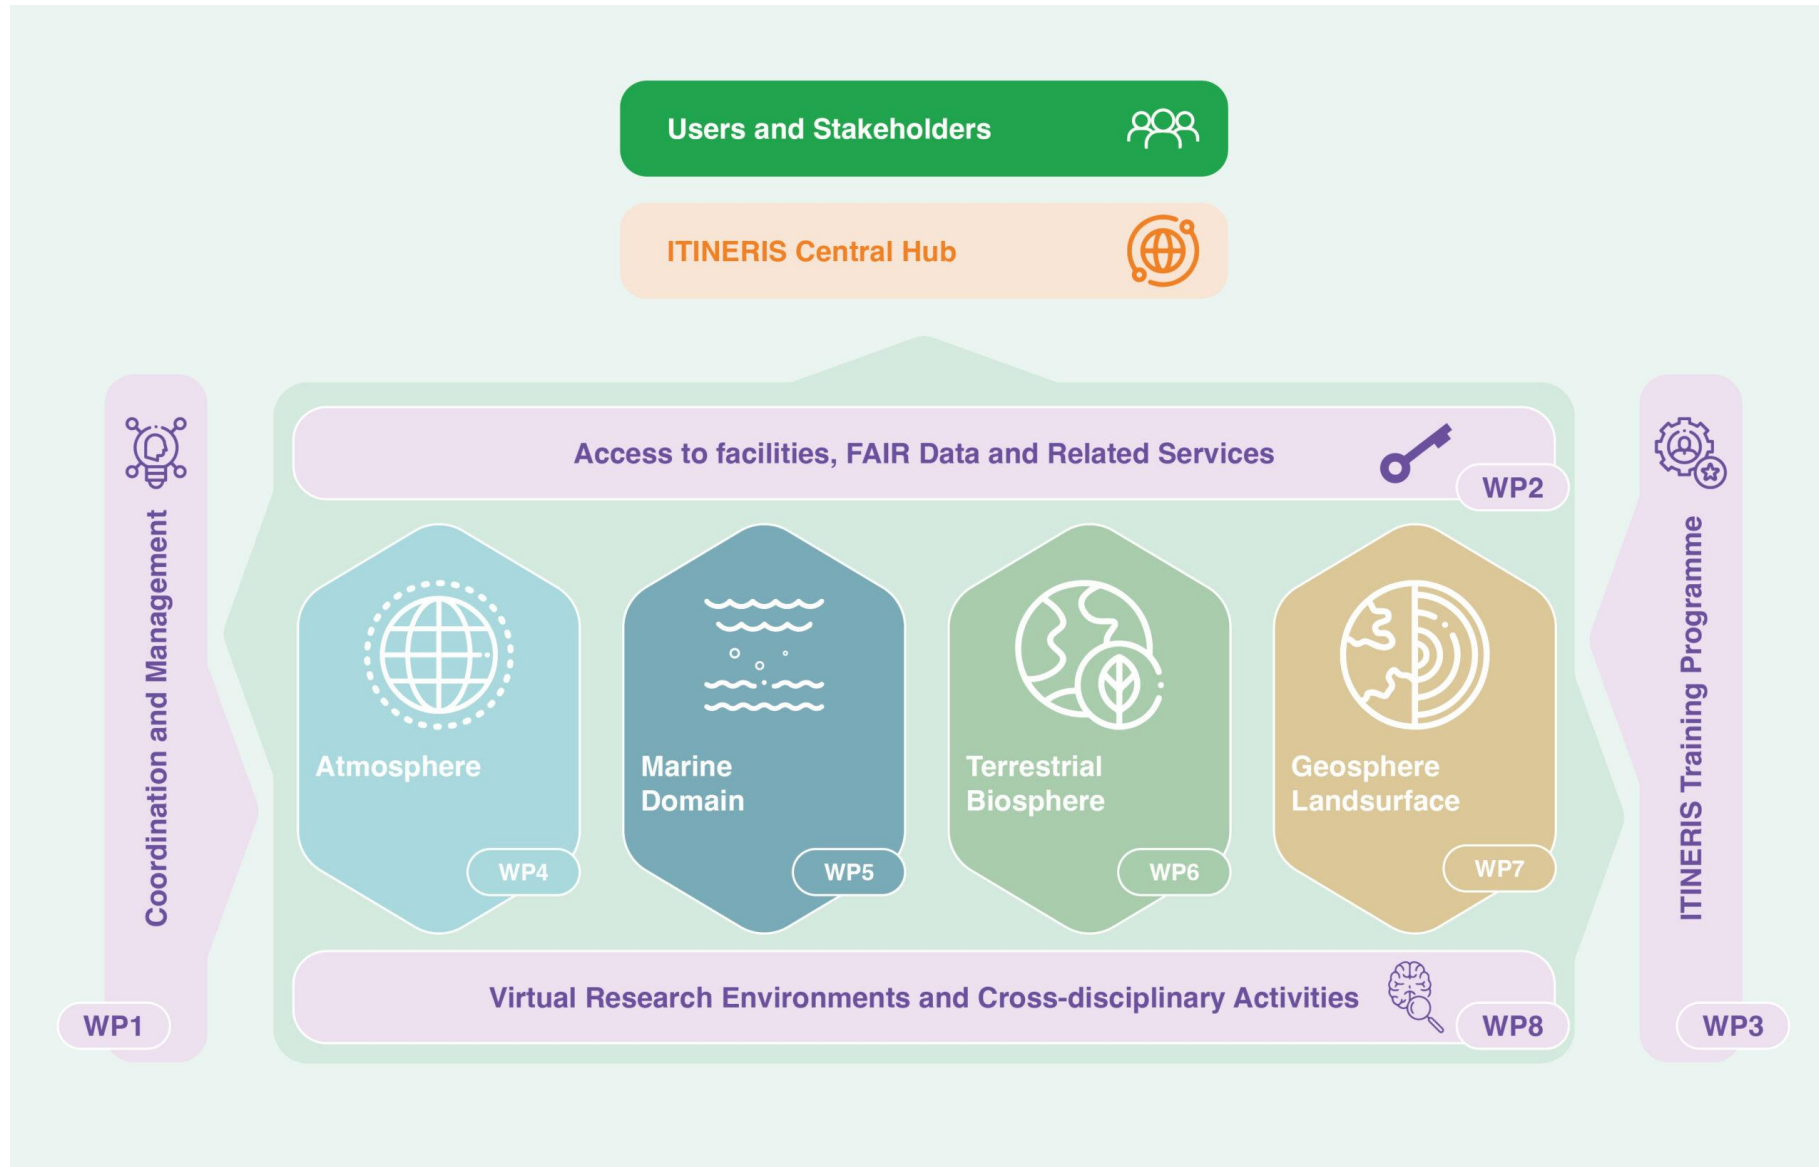 Users and Stakeholders
ITINERIS Central Hub
Coordination and Management
WP1
Access to facilities, FAIR Data and Related Services
WP2
Atmosphere
WP4
Marine
Domain
WP5
Terrestrial
Biosphere
WP6
Geosphere
Landsurface
WP7
Virtual Research Environments and Cross-disciplinary Activities
WP8
ITINERIS Training Programme
WP3